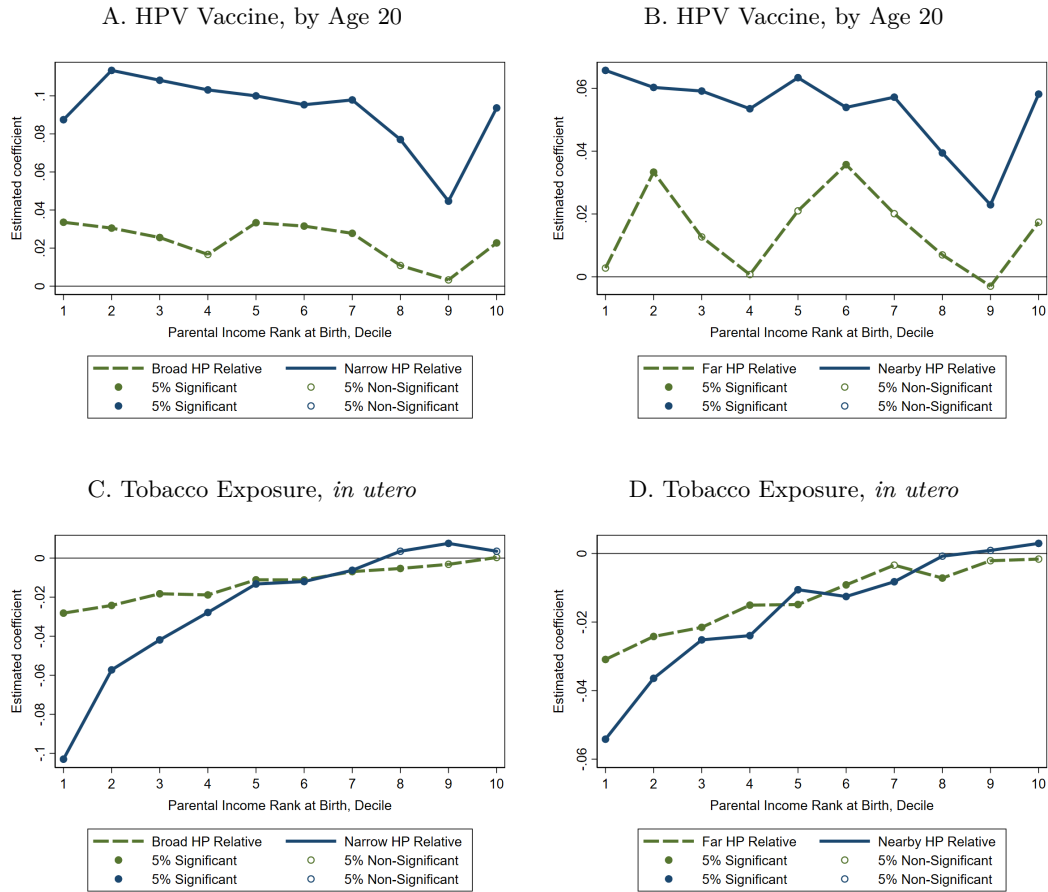 A. HPV Vaccine, by Age 20
Estimated coefficient
.1
.08
.06
.04
.02
0
1 2 3 4 5 6 7 8 9 10
Parental Income Rank at Birth, Decile
Broad HP Relative Narrow HP Relative
5% Significant 5% Non-Significant
5% Significant 5% Non-Significant
B. HPV Vaccine, by Age 20
Estimated coefficient
.06
.04
.02
0
1 2 3 4 5 6 7 8 9 10
Parental Income Rank at Birth, Decile
Far HP Relative Nearby HP Relative
5% Significant 5% Non-Significant
5% Significant 5% Non-Significant
C. Tobacco Exposure, in utero
Estimated coefficient
0
-.02
-.04
-.06
-.08
-.1
1 2 3 4 5 6 7 8 9 10
Parental Income Rank at Birth, Decile
Broad HP Relative Narrow HP Relative
5% Significant 5% Non-Significant
5% Significant 5% Non-Significant
D. Tobacco Exposure, in utero
Estimated coefficient
0
-.02
-.04
-.06
1 2 3 4 5 6 7 8 9 10
Parental Income Rank at Birth, Decile
Far HP Relative Nearby HP Relative
5% Significant 5% Non-Significant
5% Significant 5% Non-Significant